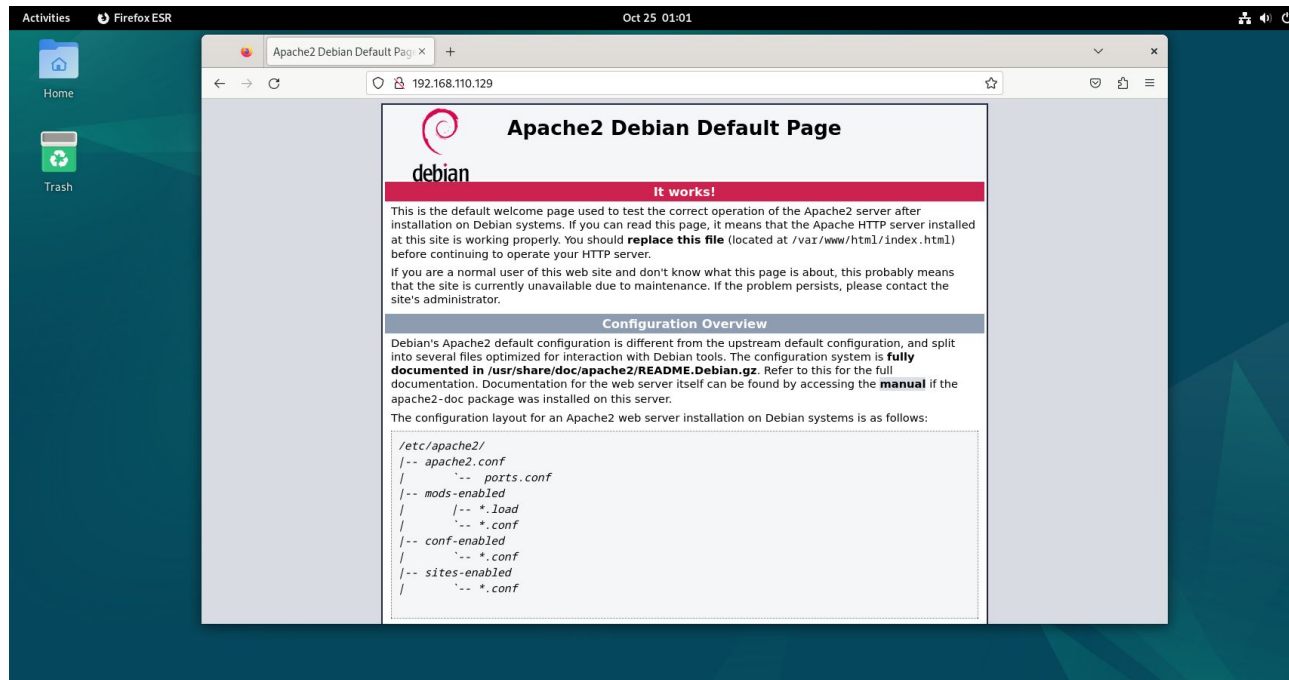 Activities Firefox ESR Oct 25 01:01
Home
Trash
Apache2 Debian Default Pag
192.168.110.129
debian
Apache2 Debian Default Page
It works!
This is the default welcome page used to test the correct operation of the Apache2 server after
installation on Debian systems. If you can read this page, it means that the Apache HTTP server installed
at this site is working properly. You should replace this file (located at /var/www/html/index.html)
before continuing to operate your HTTP server.
If you are a normal user of this web site and don't know what this page is about, this probably means
that the site is currently unavailable due to maintenance. If the problem persists, please contact the
site's administrator.
Configuration Overview
Debian's Apache2 default configuration is different from the upstream default configuration, and split
into several files optimized for interaction with Debian tools. The configuration system is fully
documented in /usr/share/doc/apache2/README.Debian.gz. Refer to this for the full
documentation. Documentation for the web server itself can be found by accessing the manual if the
apache2-doc package was installed on this server.
The configuration layout for an Apache2 web server installation on Debian systems is as follows:
/etc/apache2/
|-- apache2.conf
|       `--  ports.conf
|-- mods-enabled
|       |-- *.load
|       `-- *.conf
|-- conf-enabled
|       `-- *.conf
|-- sites-enabled
|       `-- *.conf